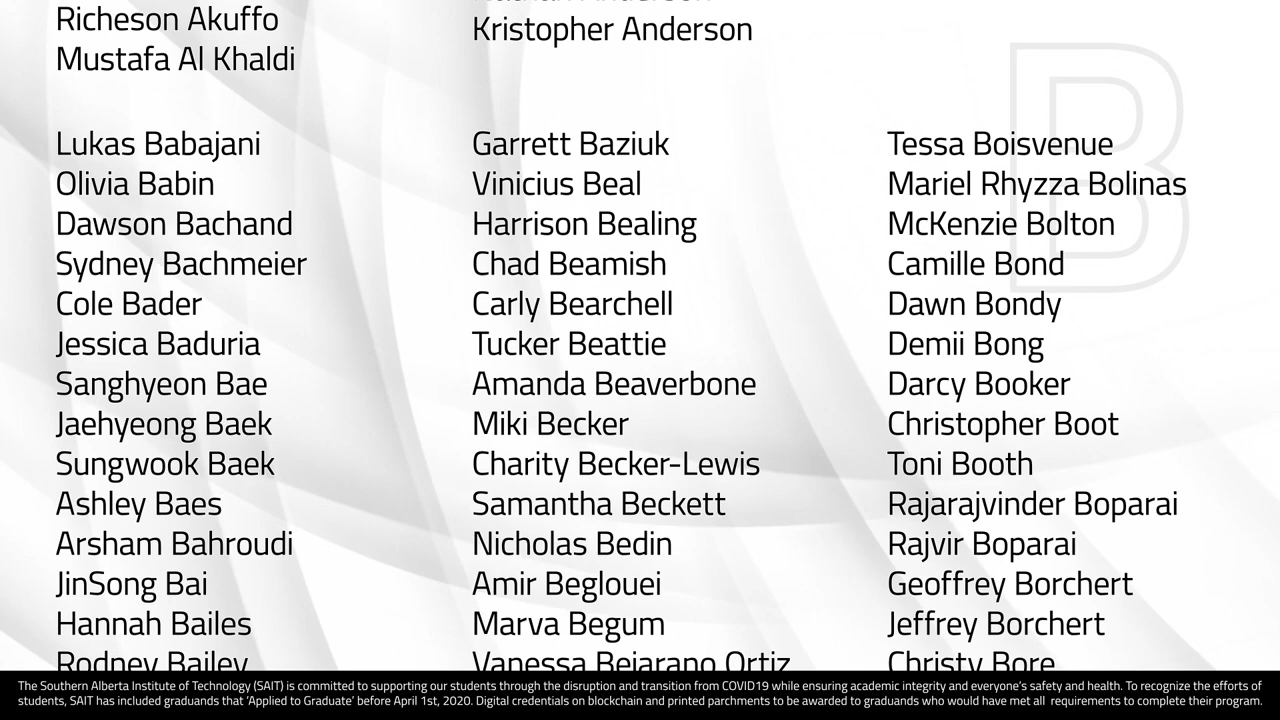 Richeson Akuffo
Mustafa Al Khaldi
Kristopher Anderson
B
Lukas Babajani
Olivia Babin
Dawson Bachand
Sydney Bachmeier
Cole Bader
Jessica Baduria
Sanghyeon Bae
Jaehyeong Baek
Sungwook Baek
Ashley Baes
Arsham Bahroudi
JinSong Bai
Hannah Bailes
Rodney Bailey
Garrett Baziuk
Vinicius Beal
Harrison Bealing
Chad Beamish
Carly Bearchell
Tucker Beattie
Amanda Beaverbone
Miki Becker
Charity Becker-Lewis
Samantha Beckett
Nicholas Bedin
Amir Beglouei
Marva Begum
Vanessa Bejarano Ortiz
Tessa Boisvenue
Mariel Rhyzza Bolinas
McKenzie Bolton
Camille Bond
Dawn Bondy
Demii Bong
Darcy Booker
Christopher Boot
Toni Booth
Rajarajvinder Boparai
Rajvir Boparai
Geoffrey Borchert
Jeffrey Borchert
Christy Bore
The Southern Alberta Institute of Technology (SAIT) is committed to supporting our students through the disruption and transition from COVID19 while ensuring academic integrity and everyone's safety and health. To recognize the efforts of
students, SAIT has included graduands that 'Applied to Graduate' before April 1st, 2020. Digital credentials on blockchain and printed parchments to be awarded to graduands who would have met all requirements to complete their program.